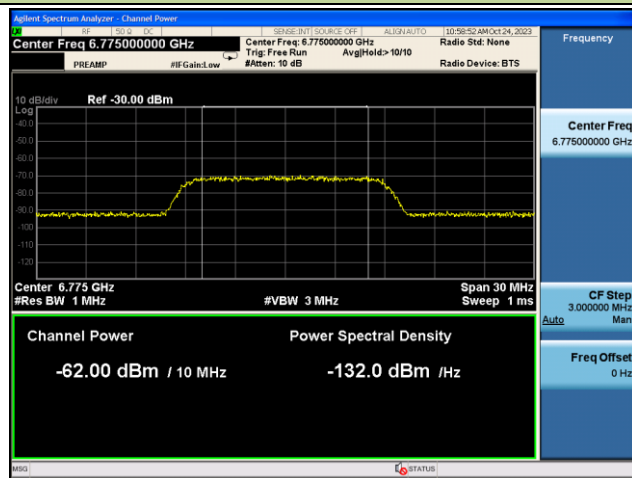 Agilent Spectrum Analyzer - Channel Power
RF 50 Ω DC SENSE:INT SOURCE OFF ALIGNAUTO 10:58:52 AM Oct 24, 2023
Center Freq 6.775000000 GHz
Center Freq: 6.775000000 GHz Radio Std: None
Trig: Free Run Avg|Hold:>10/10
PREAMP #IFGain:Low #Atten: 10 dB Radio Device: BTS
10 dB/div Ref -30.00 dBm
Log
-40.0
-50.0
-60.0
-70.0
-80.0
-90.0
-100
-110
-120
Center 6.775 GHz Span 30 MHz
#Res BW 1 MHz #VBW 3 MHz Sweep 1 ms
Channel Power Power Spectral Density
-62.00 dBm / 10 MHz -132.0 dBm /Hz
MSG STATUS
Frequency
Center Freq
6.775000000 GHz
CF Step
3.000000 MHz
Auto Man
Freq Offset
0 Hz